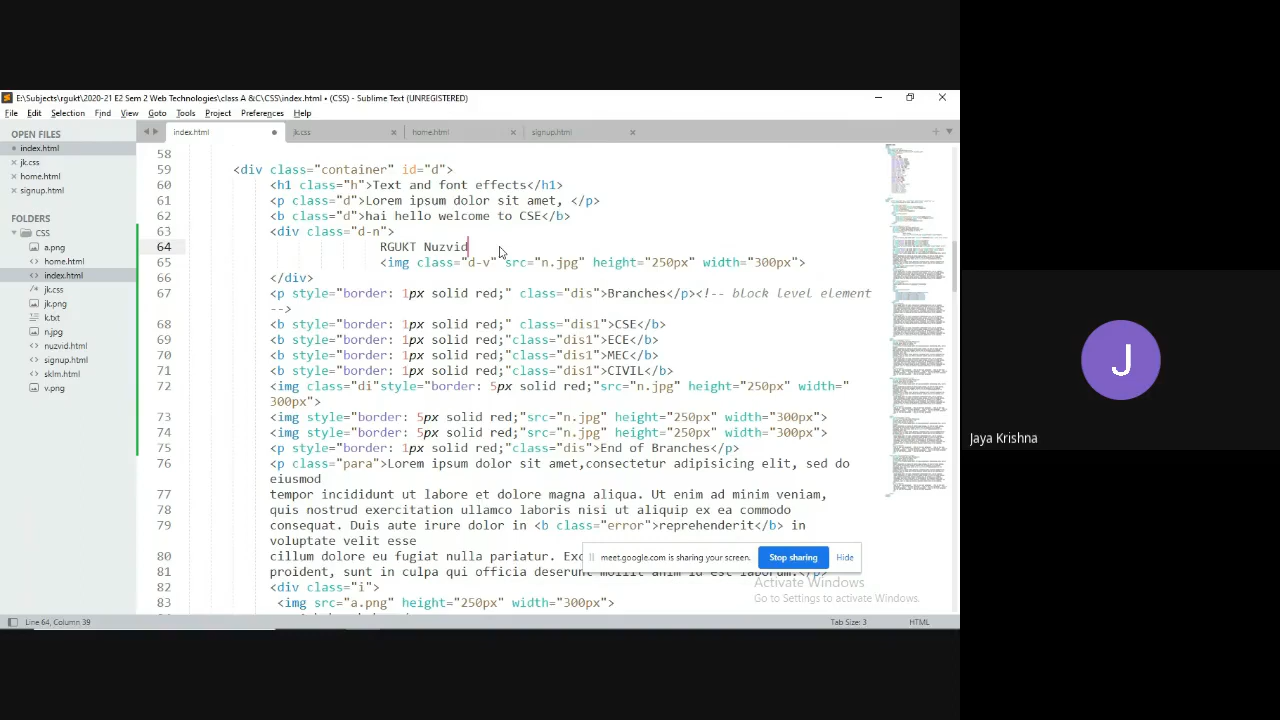 E:\Subjects\rgukt\2020-21 E2 Sem 2 Web Technologies\class A &C\CSS\index.html • (CSS) - Sublime Text (UNREGISTERED)
File Edit Selection Find View Goto Tools Project Preferences Help
OPEN FILES
index.html
jk.css
home.html
signup.html
FOLDERS
CSS
a.png
home.html
index.html
jk.css
jk.png
k.txt
n.jpg
nuzvid.html
signup.html
sklm.html
v.png
index.html jk.css home.html signup.html
58
59 <div class="container" id="d">
60 <h1 class="h">Text and font effects</h1>
61 <p class="d">Lorem ipsum dolor sit amet, </p>
62 <b class="d">hai hello welcome to CSE</b>
63 <div class="d-n
64 RGUKT Nuzvid
65 <img src="n.jpg" width="300px">
66 </div>
67 <p style="border: 1px solid red; class="dis">Branches</p><!-- block level element
-->
68 <b style="border: 1px solid red; class="dis1">CSE</b>
69 <b style="border: 1px solid red; class="dis1">ECE</b>
70 <b style="border: 1px solid red; class="dis1">MEC</b>
71 <b style="border: 1px solid red; class="dis1">CIVIL</b>
72 <img class="di"style="border: 5px solid red;"src="n.jpg" height="250px" width="
300px">
73 <img style="border: 5px solid "src="n.jpg" height="250px" width="300px">
74 <img style="border: 5px solid "src="n.jpg" height="250px" width="300px">
75 <p style="border: 1px solid class="dis">End of branches</p>
76 <p class="par">Lorem ipsum dolor sit amet,consectetur adipisicing elit, sed do
eiusmod
77 tempor incididunt ut labore et dolore magna aliqua. Ut enim ad minim veniam,
78 quis nostrud exercitation ullamco laboris nisi ut aliquip ex ea commodo
79 consequat. Duis aute irure dolor in <b class="error">reprehenderit</b> in
voluptate velit esse
80 cillum dolore eu fugiat nulla pariatur.
81 proident, sunt in culpa qui officia deserunt mollit anim id est laborum.</p>
82 <div class="i">
83 <img src="a.png" height="250px" width="300px">
meet.google.com is sharing your screen. Stop sharing Hide
Activate Windows
Go to Settings to activate Windows.
Line 64, Column 39 Tab Size: 3 HTML
J
Jaya Krishna